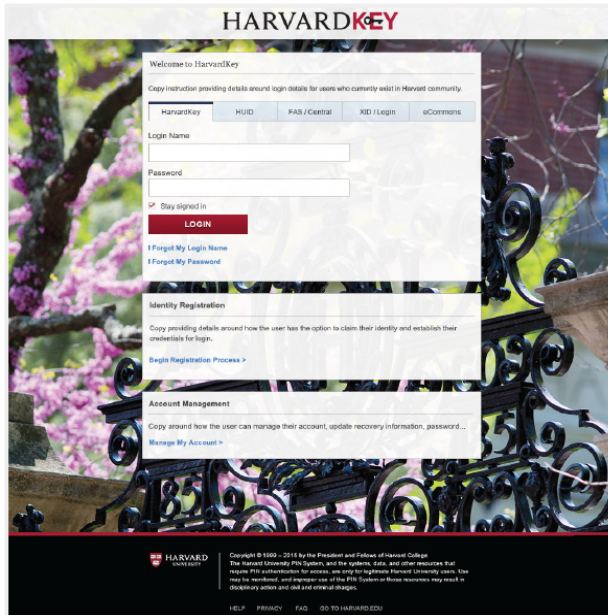 HARVARDKEY
Welcome to HarvardKey
Copy instruction providing details around login details for users who currently exist in Harvard community.
HarvardKey HUID FAS / Central XID / Login eCommons
Login Name
Password
Stay signed in
LOGIN
I Forgot My Login Name
I Forgot My Password
Identity Registration
Copy providing details around how the user has the option to claim their identity and establish their
credentials for login.
Begin Registration Process >
Account Management
Copy around how the user can manage their account, update recovery information, password...
Manage My Account >
HARVARD
UNIVERSITY
Copyright © 1999 – 2015 by the President and Fellows of Harvard College
The Harvard University PIN System, and the systems, data, and other resources that
require PIN authentication for access, are only for legitimate Harvard University users. Use
may be monitored, and improper use of the PIN System or those resources may result in
disciplinary action and civil and criminal charges.
HELP PRIVACY FAQ GO TO HARVARD.EDU